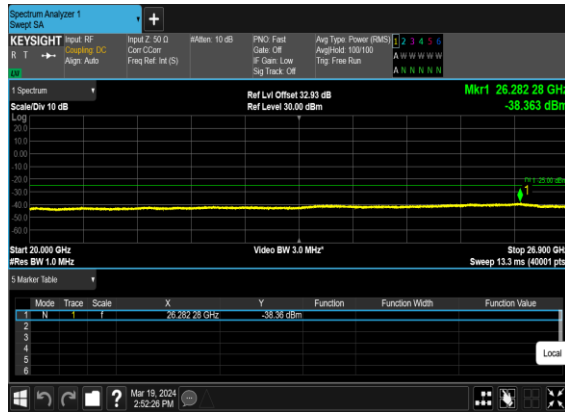 Spectrum Analyzer 1
Swept SA
+
KEYSIGHT Input: RF Input Z: 50 Ω #Atten: 10 dB PNO: Fast Avg Type: Power (RMS) 1 2 3 4 5 6
R T Coupling: DC Corr CCorr Gate: Off Avg|Hold: 100/100 A W W W W W
Align: Auto Freq Ref: Int (S) IF Gain: Low Trig: Free Run
Sig Track: Off A N N N N N
1 Spectrum Ref Lvl Offset 32.93 dB Mkr1 26.282 28 GHz
Scale/Div 10 dB Ref Level 30.00 dBm -38.363 dBm
Log
20.0
10.0
0.00
-10.0
-20.0
-30.0
-40.0
-50.0
-60.0
1
Start 20.000 GHz Video BW 3.0 MHz* Stop 26.900 GHz
#Res BW 1.0 MHz Sweep 13.3 ms (40001 pts
5 Marker Table
Mode Trace Scale X Y Function Function Width Function Value
1 N 1 f 26.282 28 GHz -38.36 dBm
2
3
4
5
6
Local
? Mar 19, 2024
2:52:26 PM